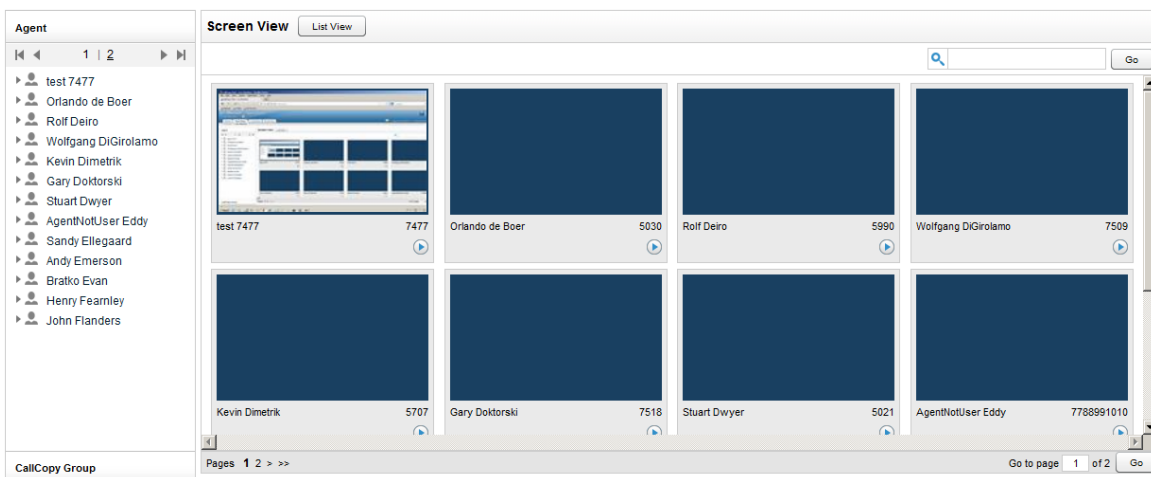 Agent
1 | 2
test 7477
Orlando de Boer
Rolf Deiro
Wolfgang DiGirolamo
Kevin Dimetrik
Gary Doktorski
Stuart Dwyer
AgentNotUser Eddy
Sandy Ellegaard
Andy Emerson
Bratko Evan
Henry Fearnley
John Flanders
CallCopy Group
Screen View List View
Go
test 7477 7477
Orlando de Boer 5030
Rolf Deiro 5990
Wolfgang DiGirolamo 7509
Kevin Dimetrik 5707
Gary Doktorski 7518
Stuart Dwyer 5021
AgentNotUser Eddy 7788991010
Pages 1 2 > >>
Go to page 1 of 2 Go